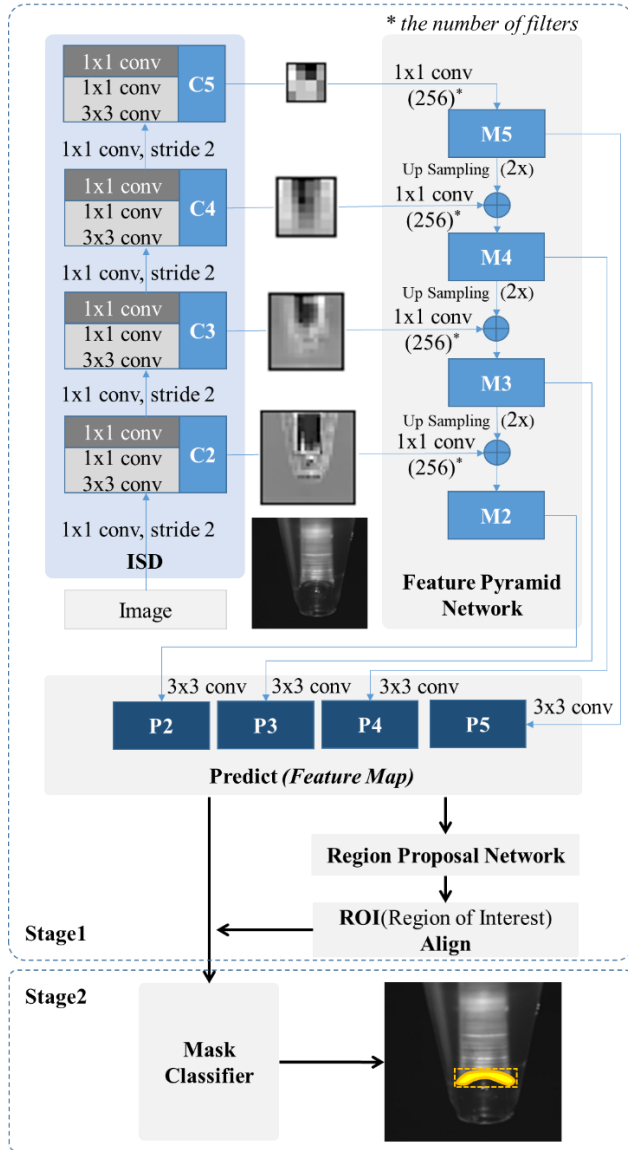 * the number of filters
1x1 conv
1x1 conv
3x3 conv
C5
1x1 conv
(256)*
M5
1x1 conv, stride 2
Up Sampling (2x)
1x1 conv
1x1 conv
3x3 conv
C4
1x1 conv
(256)*
M4
1x1 conv, stride 2
Up Sampling (2x)
1x1 conv
1x1 conv
3x3 conv
C3
1x1 conv
(256)*
M3
1x1 conv, stride 2
Up Sampling (2x)
1x1 conv
1x1 conv
3x3 conv
C2
1x1 conv
(256)*
M2
1x1 conv, stride 2
ISD
Image
Feature Pyramid
Network
3x3 conv
3x3 conv
3x3 conv
3x3 conv
P2
P3
P4
P5
Predict (Feature Map)
Region Proposal Network
ROI(Region of Interest)
Align
Stage1
Stage2
Mask
Classifier